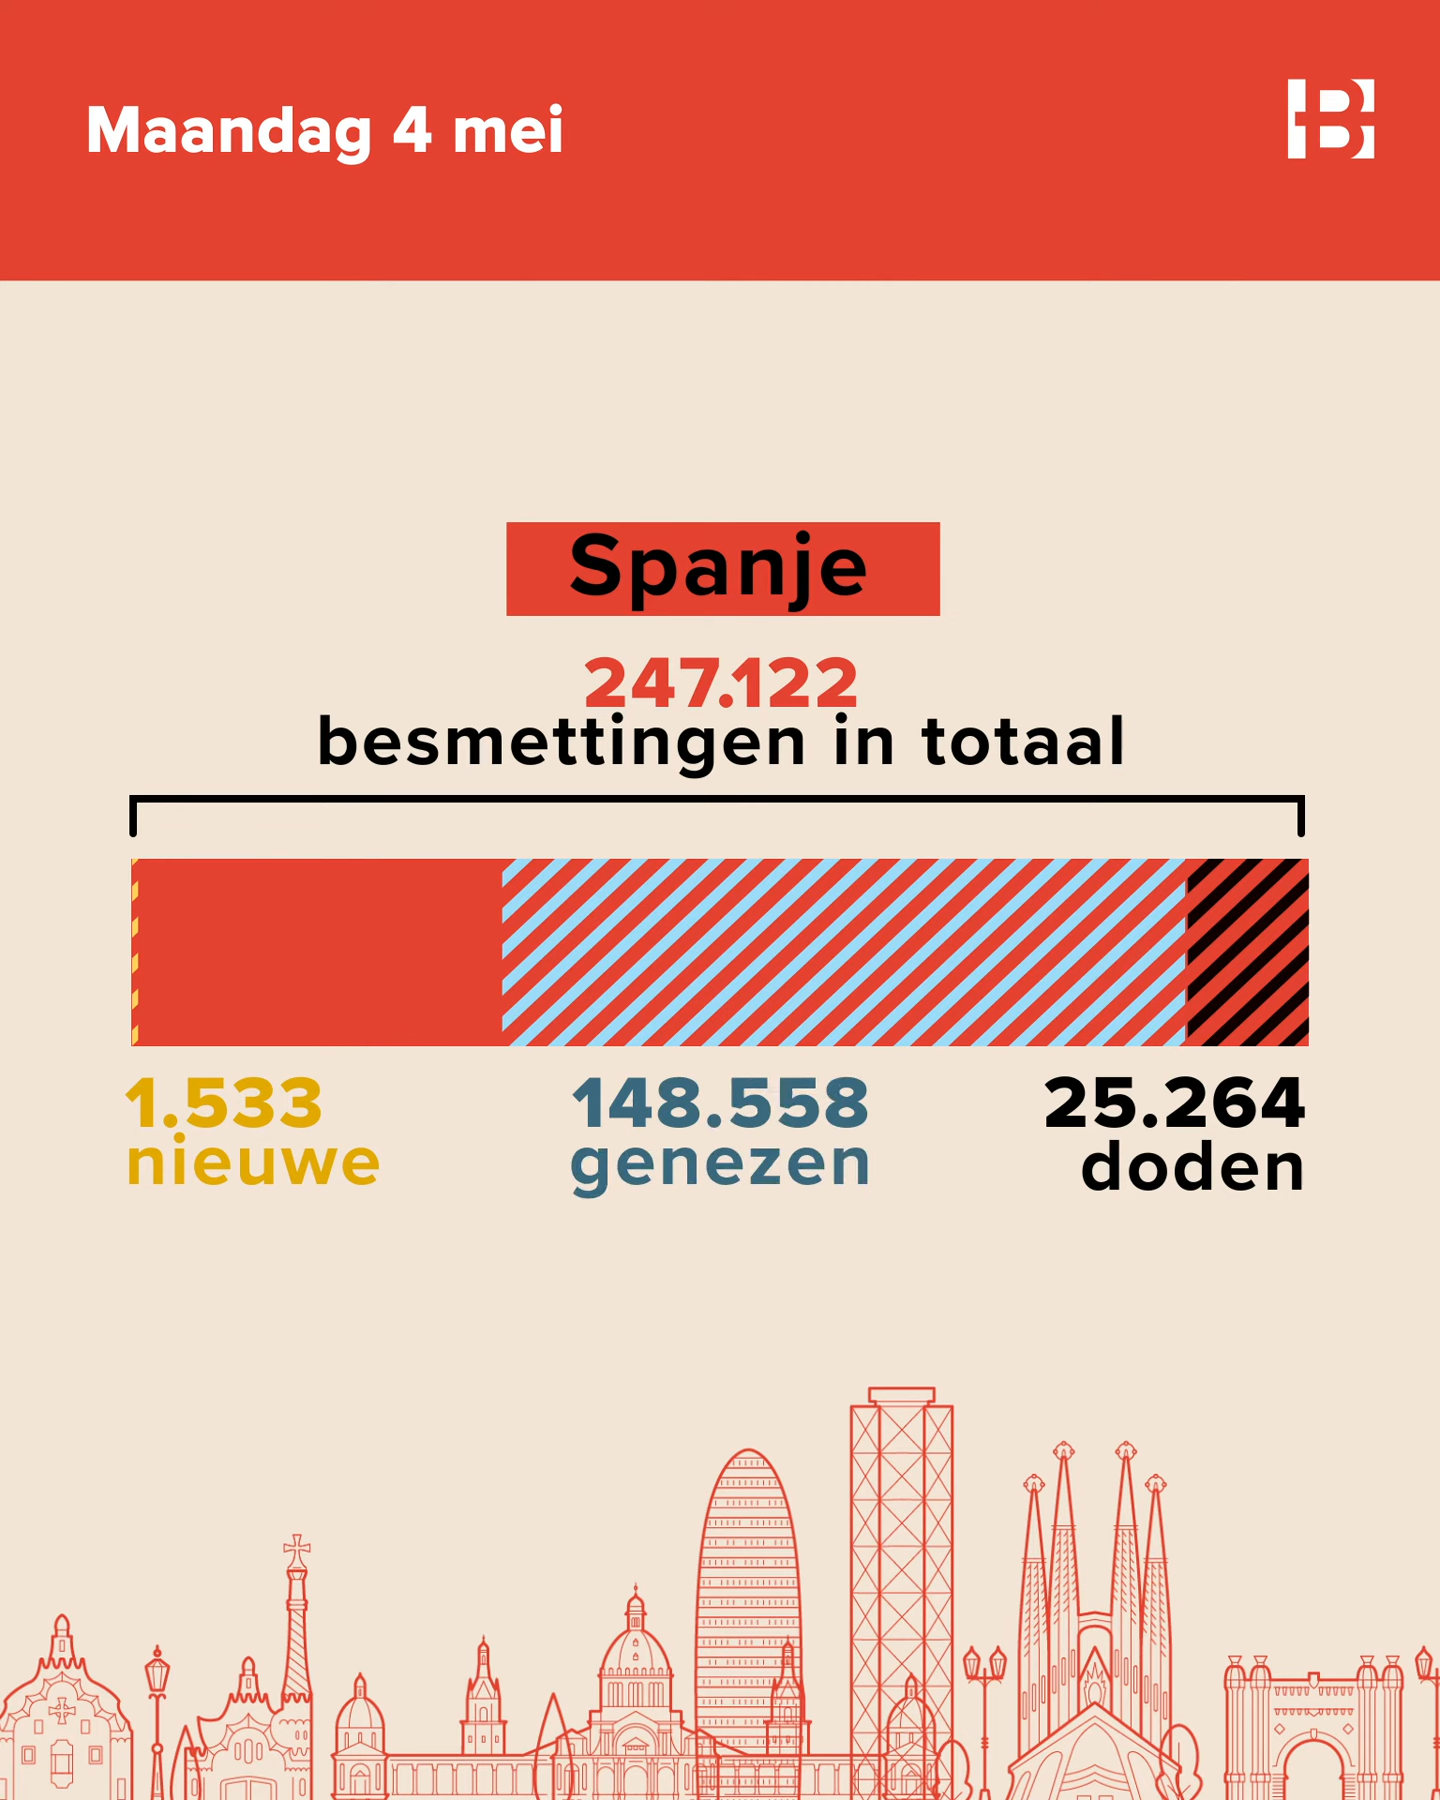 Maandag 4 mei
B
Spanje
247.122
besmettingen in totaal
1.533
nieuwe
148.558
genezen
25.264
doden